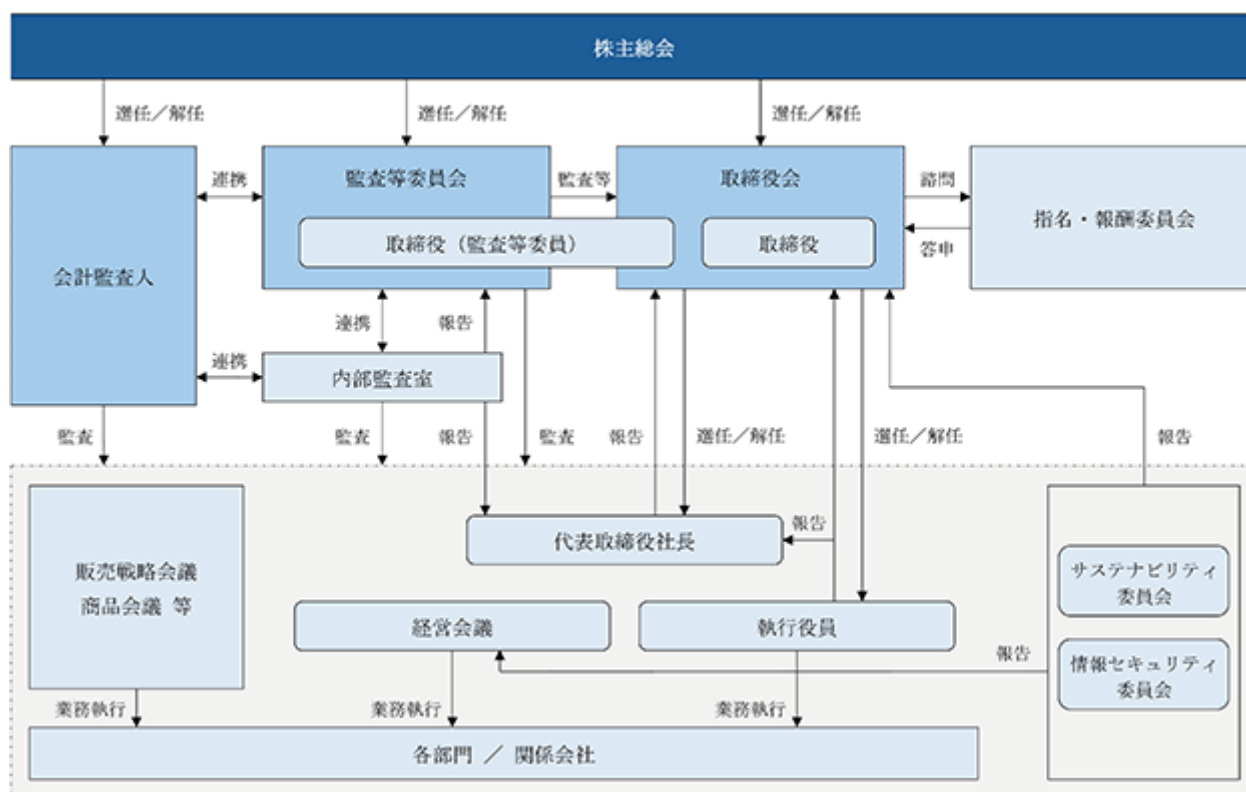 株主総会
選任／解任
選任／解任
選任／解任
会計監査人
連携
監査等委員会
取締役（監査等委員）
監査等
取締役会
取締役
諮問
答申
指名・報酬委員会
連携
報告
連携
内部監査室
監査
監査
報告
監査
報告
選任／解任
選任／解任
報告
販売戦略会議
商品会議 等
代表取締役社長
報告
サステナビリティ
委員会
経営会議
執行役員
報告
情報セキュリティ
委員会
業務執行
業務執行
業務執行
各部門 ／ 関係会社